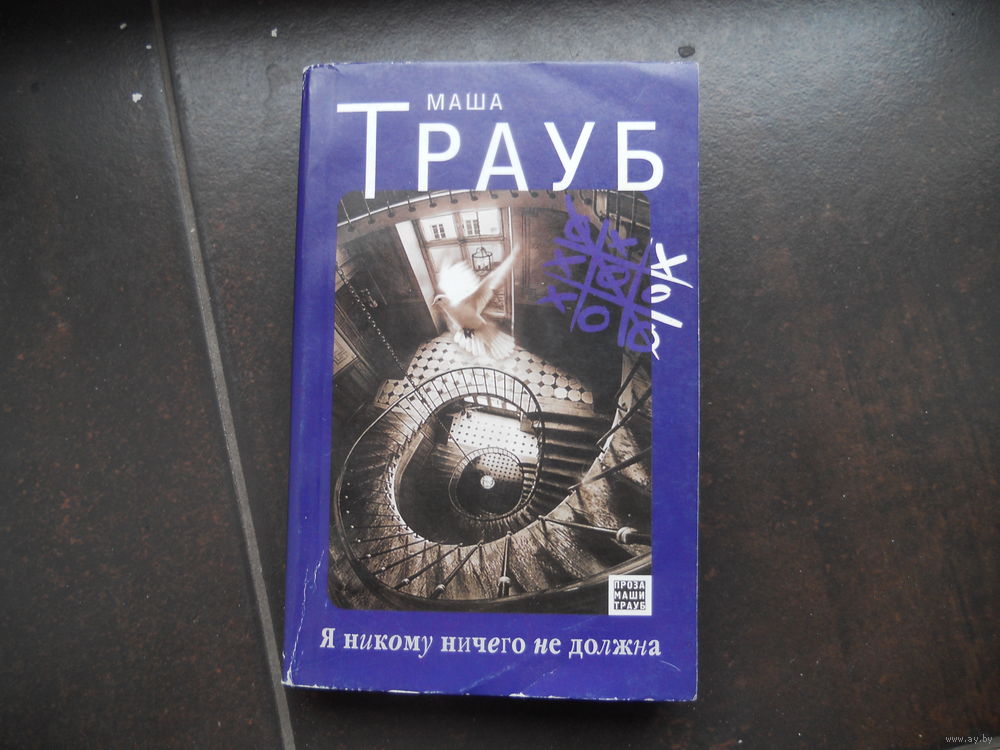 МАША
ТРАУБ
ПРОЗА
МАШИ
ТРАУБ
Я никому ничего не должна
www.ay.by